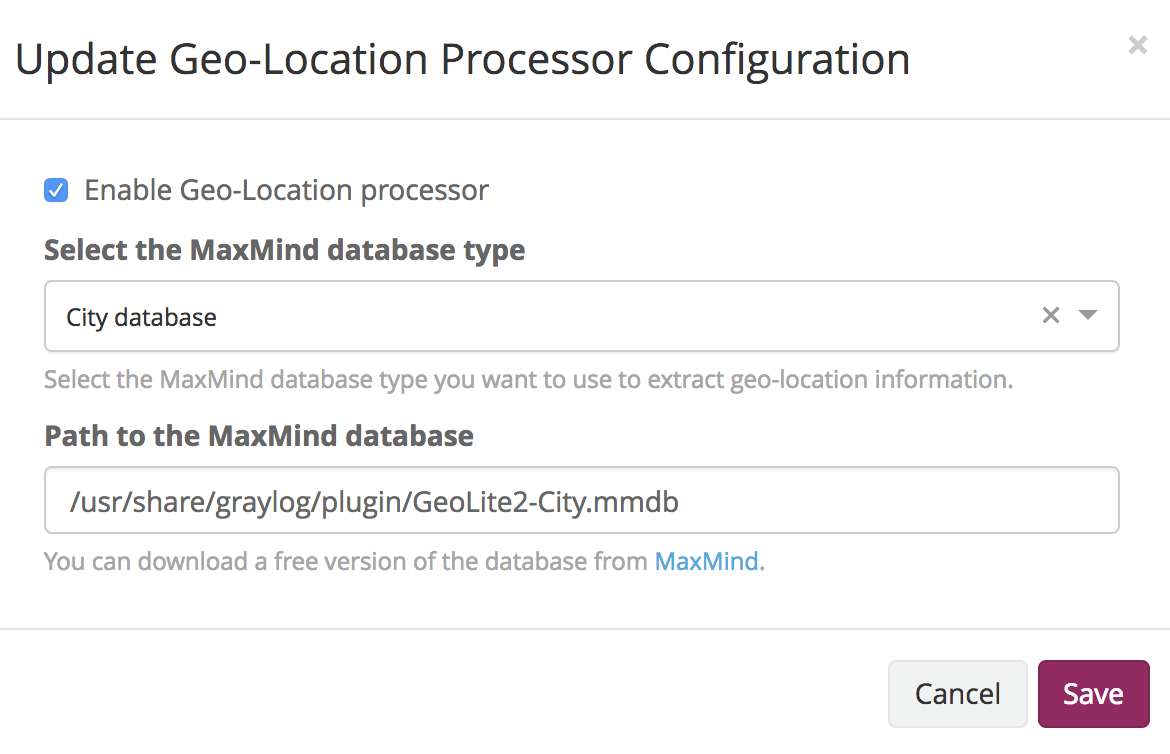 Update Geo-Location Processor Configuration
Enable Geo-Location processor
Select the MaxMind database type
City database
Select the MaxMind database type you want to use to extract geo-location information.
Path to the MaxMind database
/usr/share/graylog/plugin/GeoLite2-City.mmdb
You can download a free version of the database from MaxMind.
Cancel Save